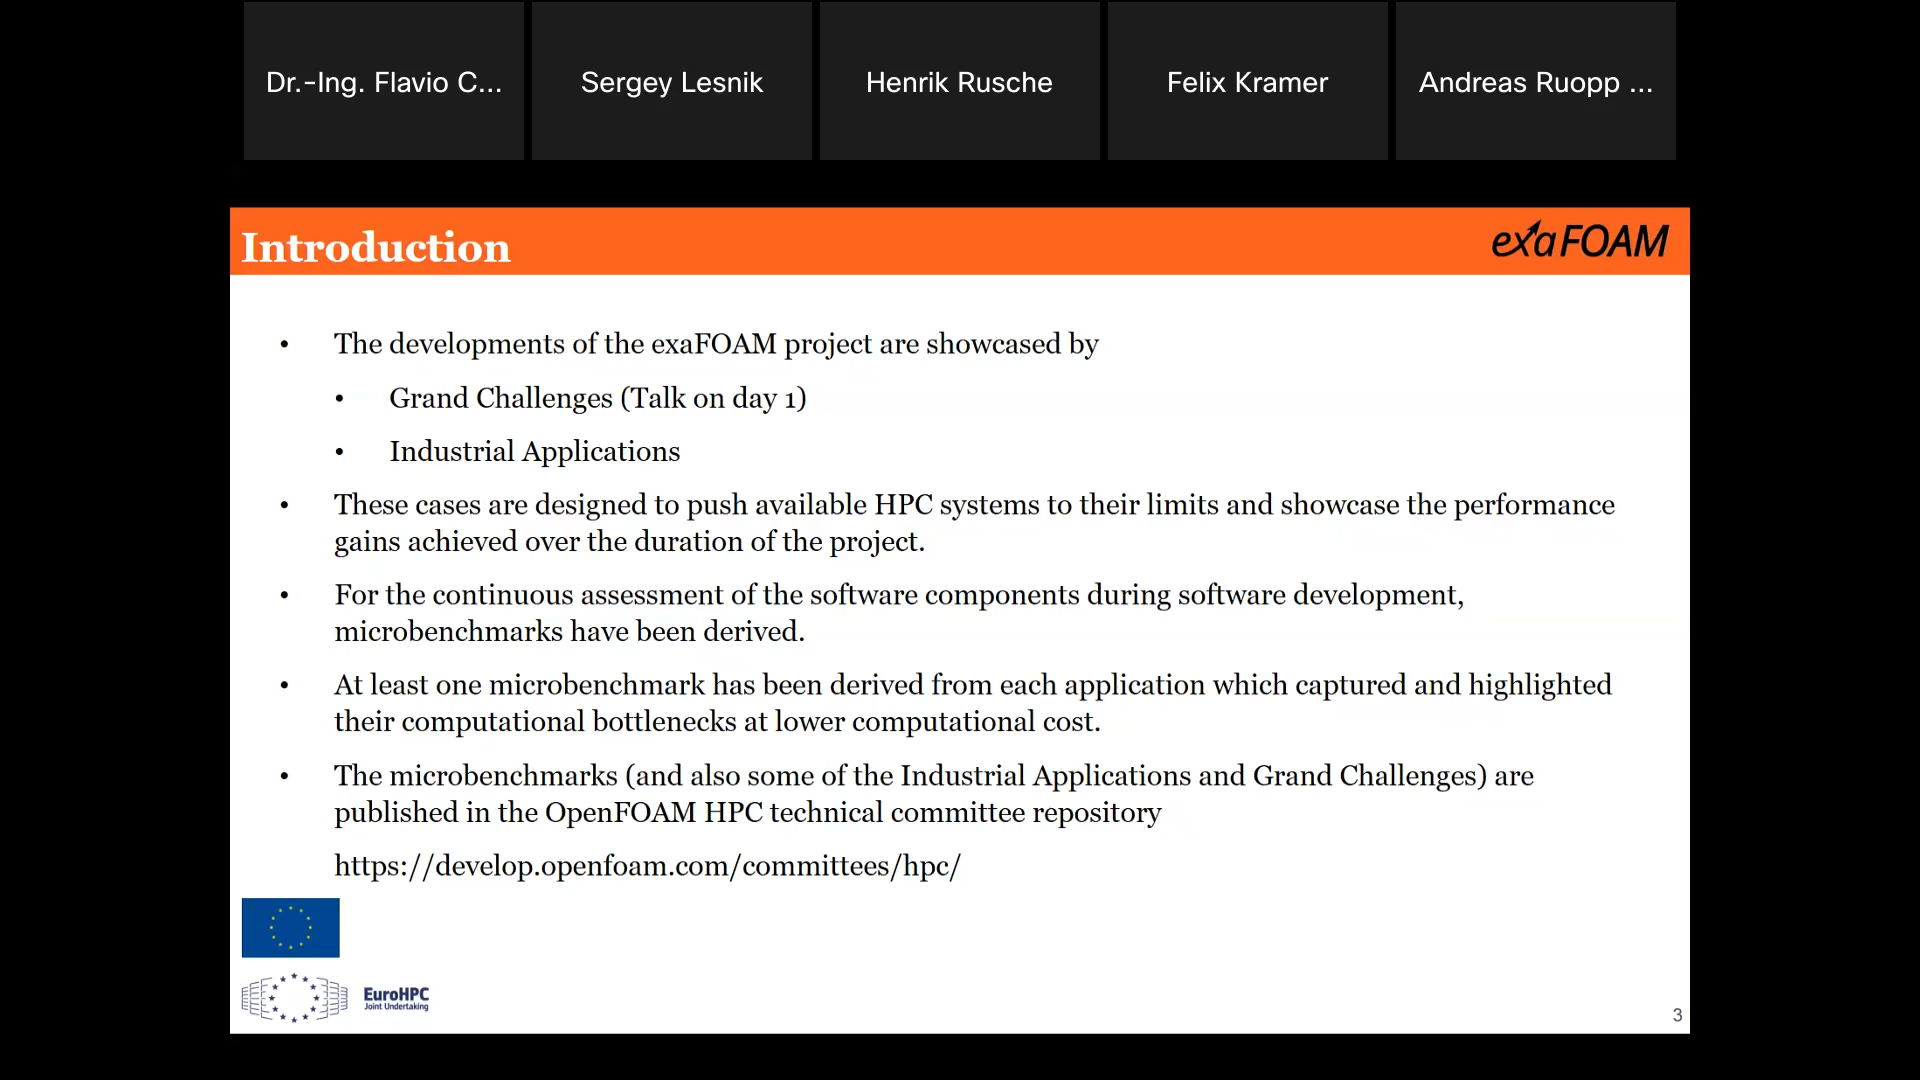 Dr.-Ing. Flavio C...
Sergey Lesnik
Henrik Rusche
Felix Kramer
Andreas Ruopp ...
Introduction
exaFOAM
• The developments of the exaFOAM project are showcased by
• Grand Challenges (Talk on day 1)
• Industrial Applications
• These cases are designed to push available HPC systems to their limits and showcase the performance
gains achieved over the duration of the project.
• For the continuous assessment of the software components during software development,
microbenchmarks have been derived.
• At least one microbenchmark has been derived from each application which captured and highlighted
their computational bottlenecks at lower computational cost.
• The microbenchmarks (and also some of the Industrial Applications and Grand Challenges) are
published in the OpenFOAM HPC technical committee repository
https://develop.openfoam.com/committees/hpc/
EuroHPC
Joint Undertaking
3